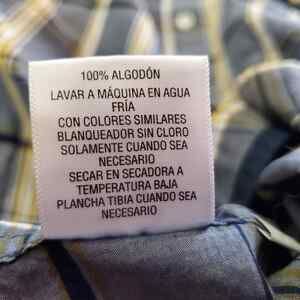 100% ALGODÓN
LAVAR A MÁQUINA EN AGUA
FRÍA
CON COLORES SIMILARES
BLANQUEADOR SIN CLORO
SOLAMENTE CUANDO SEA
NECESARIO
SECAR EN SECADORA A
TEMPERATURA BAJA
PLANCHA TIBIA CUANDO SEA
NECESARIO